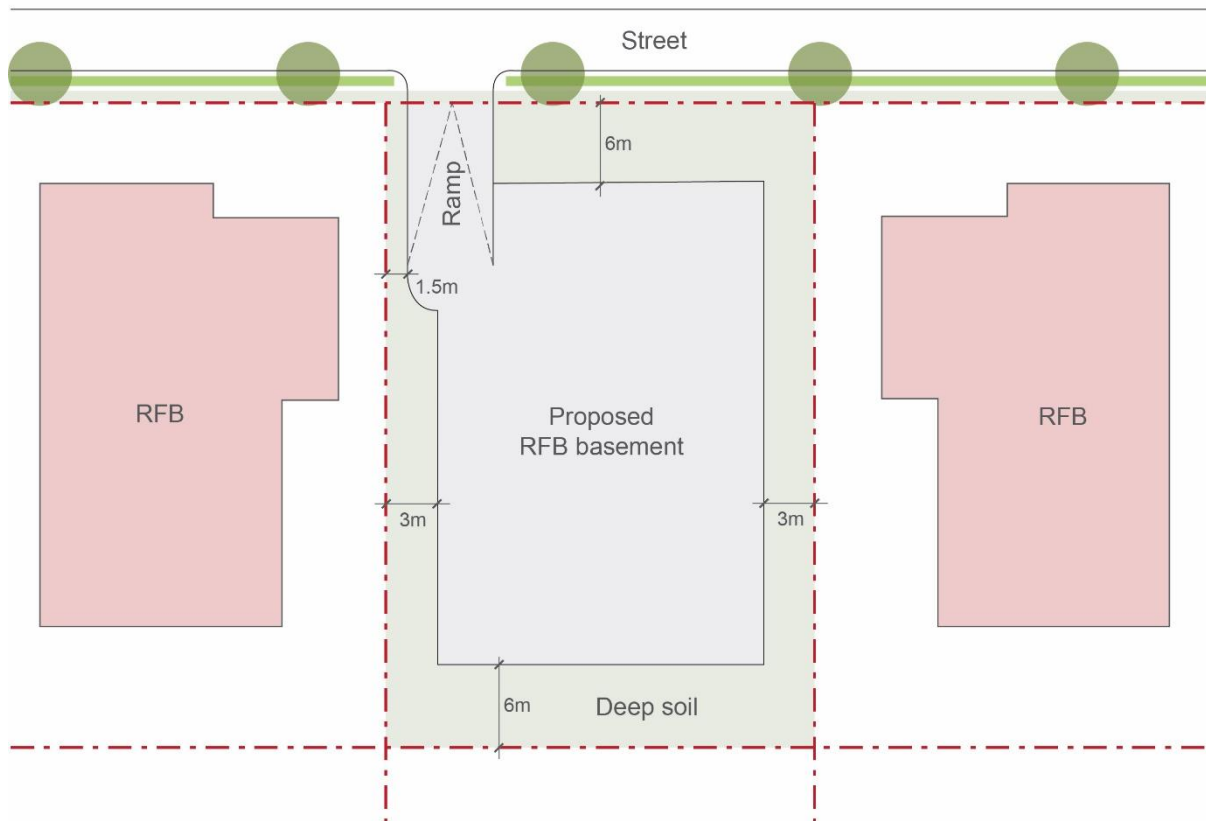 Street
6m
Ramp
1.5m
RFB
Proposed
RFB basement
RFB
3m
3m
6m
Deep soil